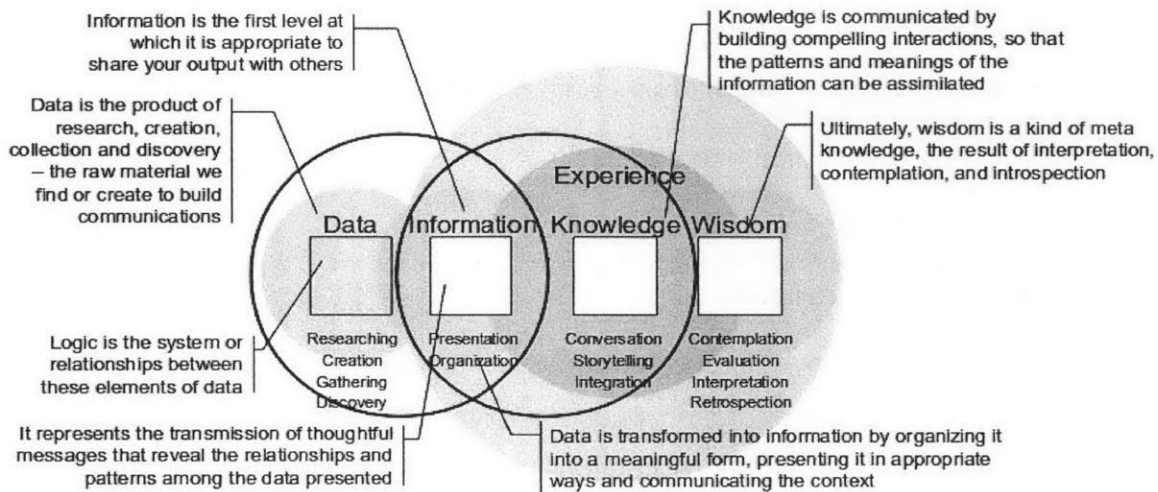 Information is the first level at
which it is appropriate to
share your output with others
Knowledge is communicated by
building compelling interactions, so that
the patterns and meanings of the
information can be assimilated
Data is the product of
research, creation,
collection and discovery
– the raw material we
find or create to build
communications
Ultimately, wisdom is a kind of meta
knowledge, the result of interpretation,
contemplation, and introspection
Experience
Data
Information
Knowledge
Wisdom
Researching
Creation
Gathering
Discovery
Presentation
Organization
Conversation
Storytelling
Integration
Contemplation
Evaluation
Interpretation
Retrospection
Logic is the system or
relationships between
these elements of data
It represents the transmission of thoughtful
messages that reveal the relationships and
patterns among the data presented
Data is transformed into information by organizing it
into a meaningful form, presenting it in appropriate
ways and communicating the context